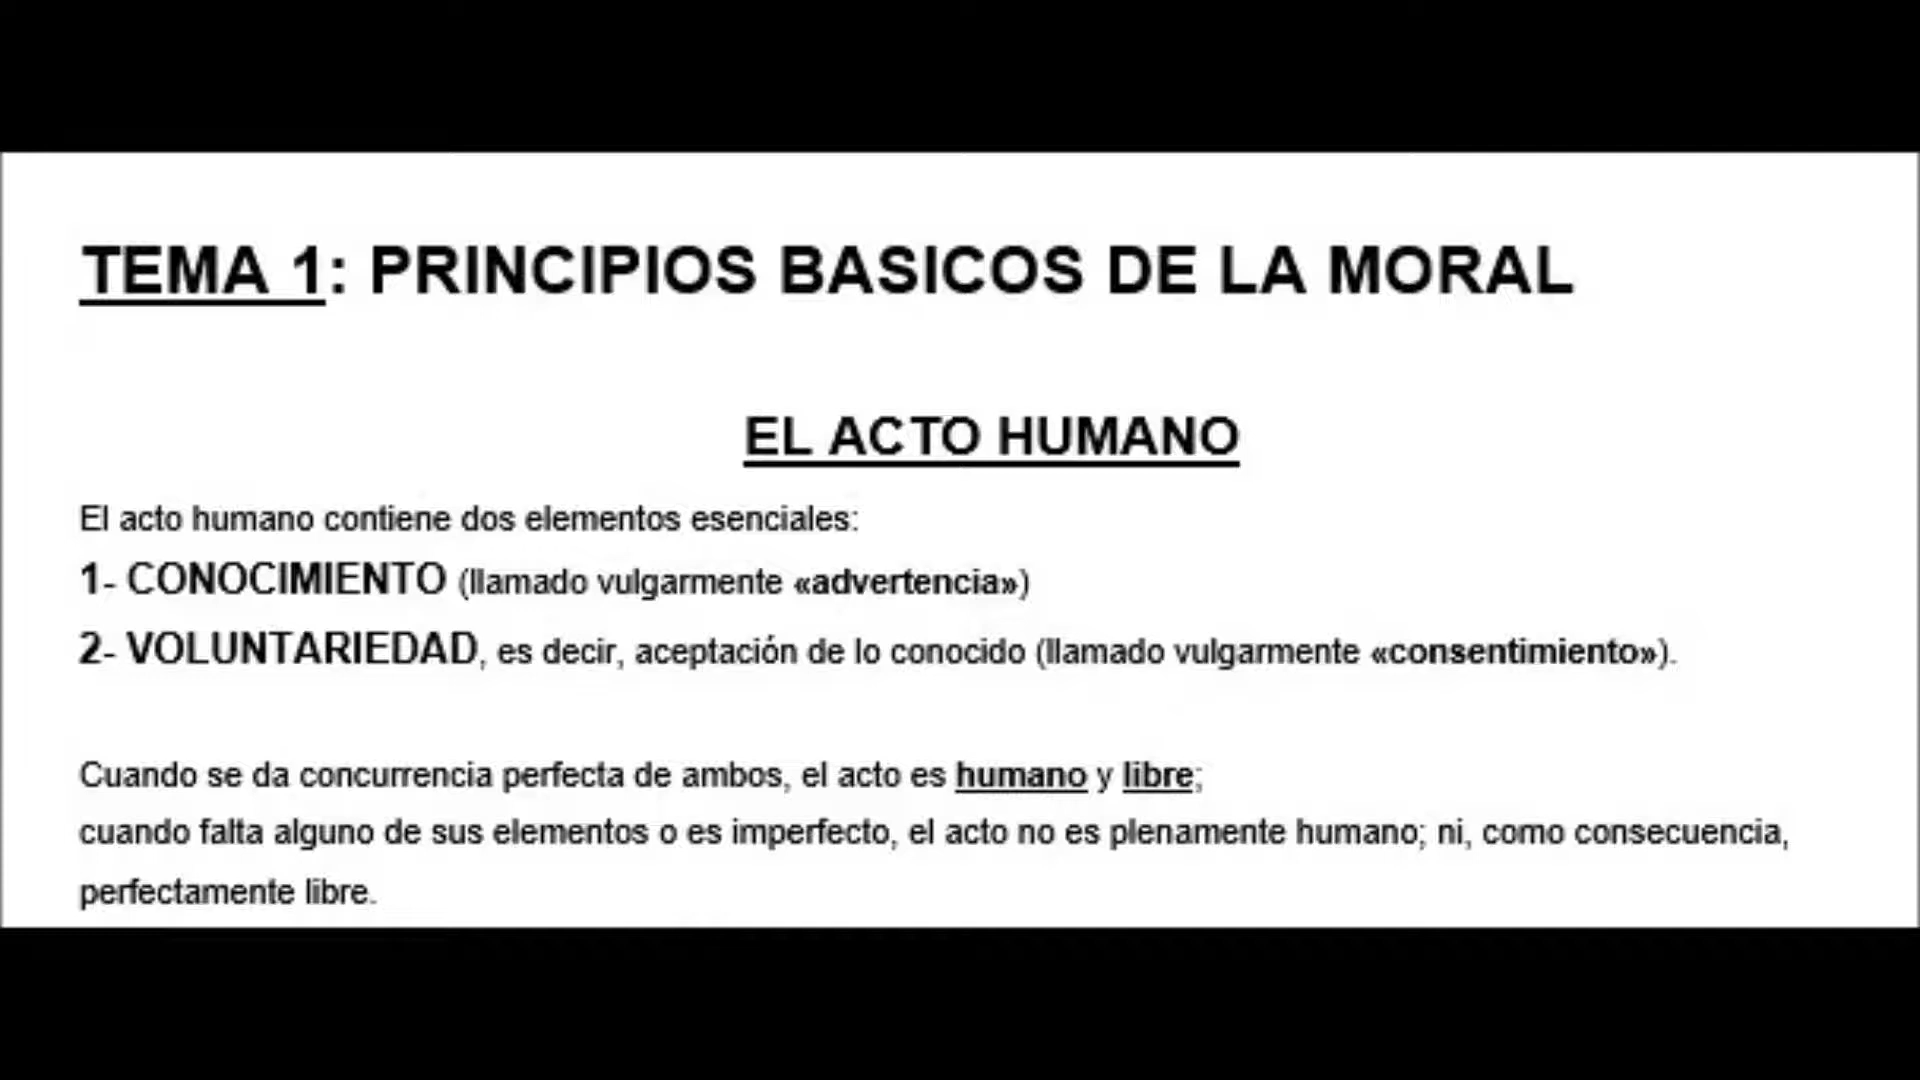 TEMA 1: PRINCIPIOS BASICOS DE LA MORAL
EL ACTO HUMANO
El acto humano contiene dos elementos esenciales:
1- CONOCIMIENTO (llamado vulgarmente «advertencia»)
2- VOLUNTARIEDAD, es decir, aceptación de lo conocido (llamado vulgarmente «consentimiento»).
Cuando se da concurrencia perfecta de ambos, el acto es humano y libre;
cuando falta alguno de sus elementos o es imperfecto, el acto no es plenamente humano; ni, como consecuencia,
perfectamente libre.